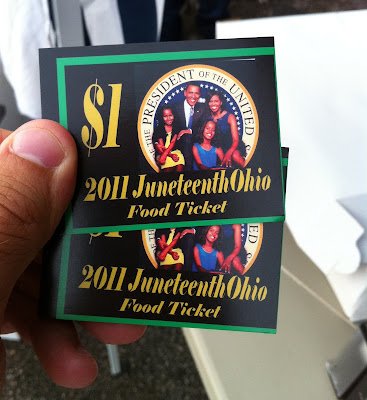 $1
THE PRESIDENT OF THE UNITED
2011 JuneteenthOhio
Food Ticket
2011 JuneteenthOhio
Food Ticket